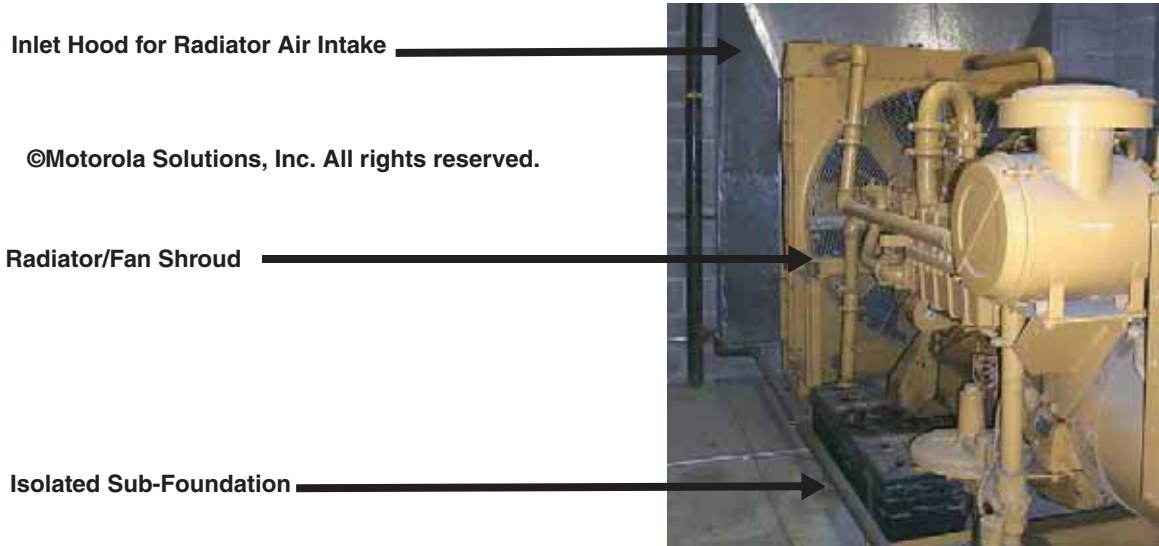 Inlet Hood for Radiator Air Intake
©Motorola Solutions, Inc. All rights reserved.
Radiator/Fan Shroud
Isolated Sub-Foundation